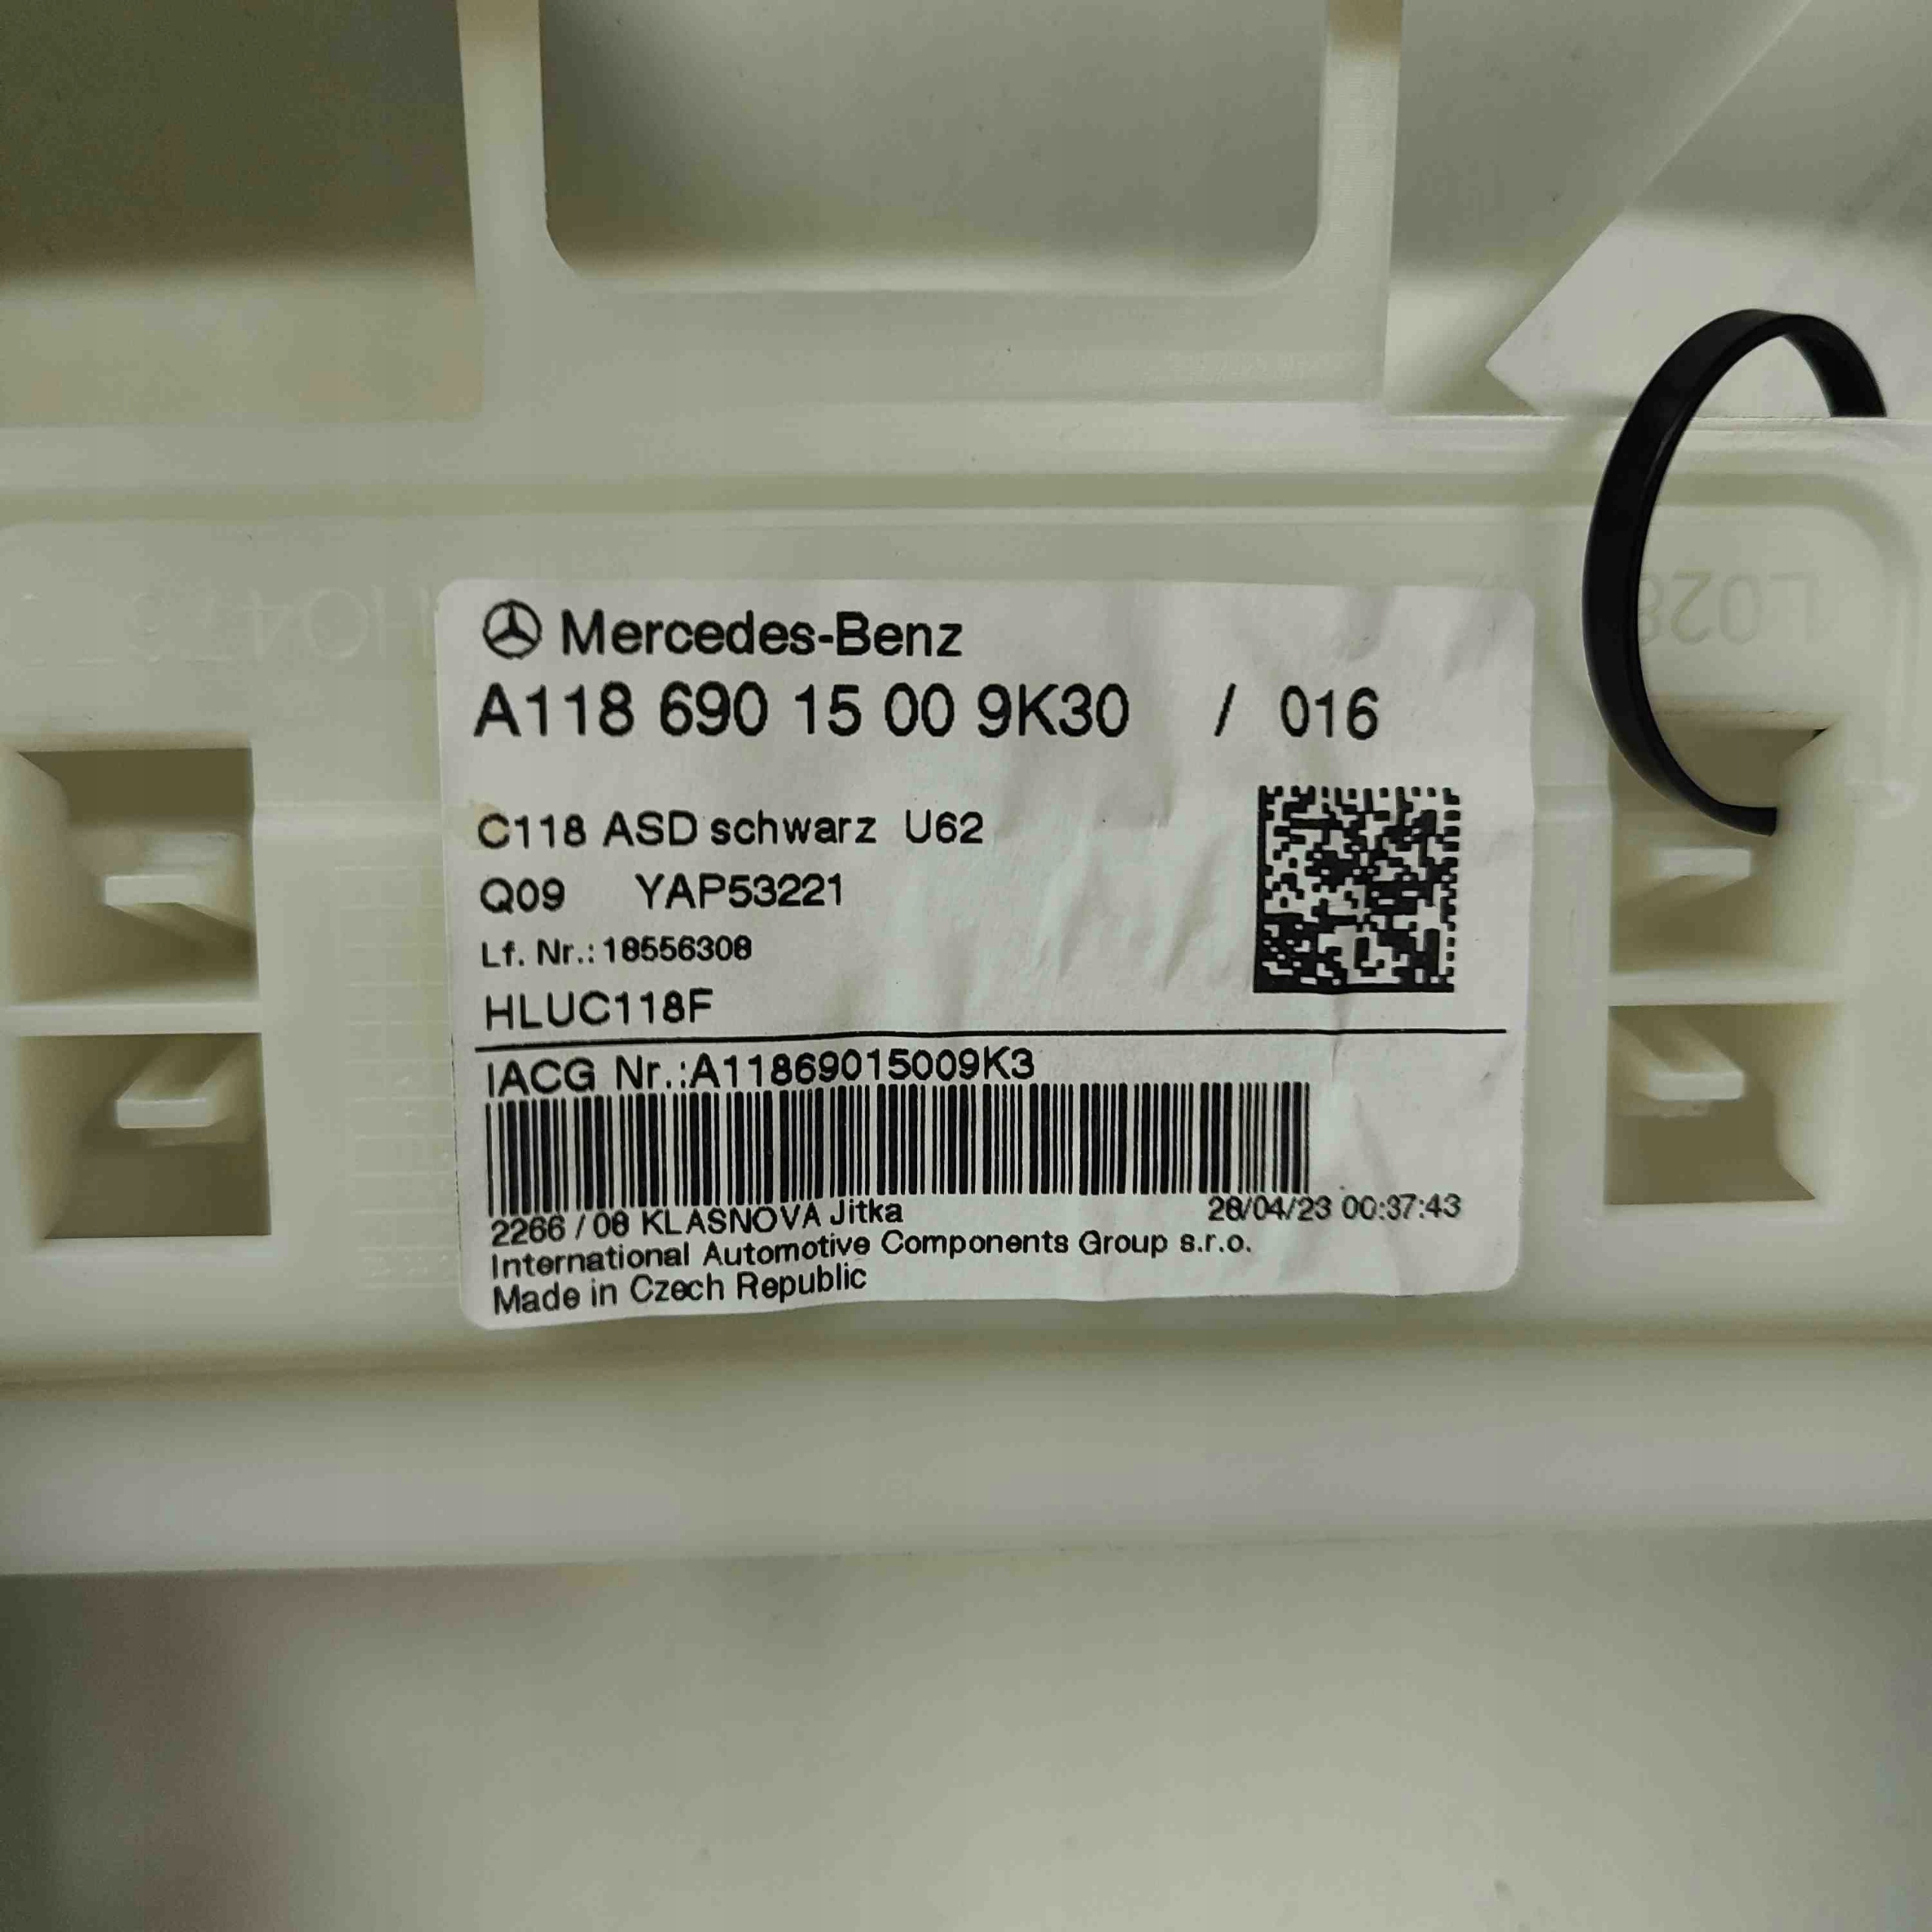 Mercedes-Benz
A118 690 15 00 9K30 / 016
C118 ASD schwarz U62
Q09 YAP53221
Lf. Nr.: 18556308
HLUC118F
IACG Nr.:A11869015009K3
2266 / 08 KLASNOVA Jitka 28/04/23 00:37:43
International Automotive Components Group s.r.o.
Made in Czech Republic